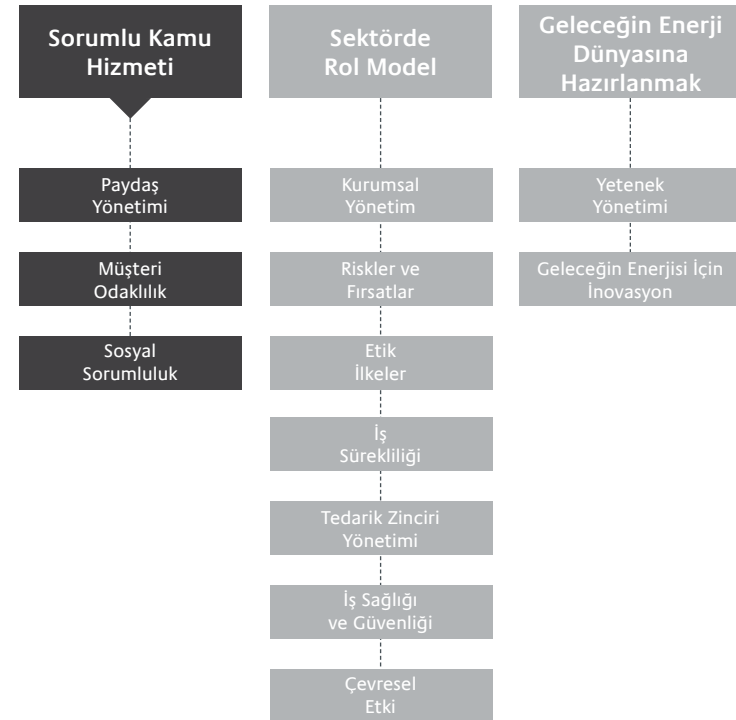 Sorumlu Kamu
Hizmeti
Paydaş
Yönetimi
Müşteri
Odaklılık
Sosyal
Sorumluluk
Sektörde
Rol Model
Kurumsal
Yönetim
Riskler ve
Fırsatlar
Etik
İlkeler
İş
Sürekliliği
Tedarik Zinciri
Yönetimi
İş Sağlığı
ve Güvenliği
Çevresel
Etki
Geleceğin Enerji
Dünyasına
Hazırlanmak
Yetenek
Yönetimi
Geleceğin Enerjisi İçin
İnovasyon